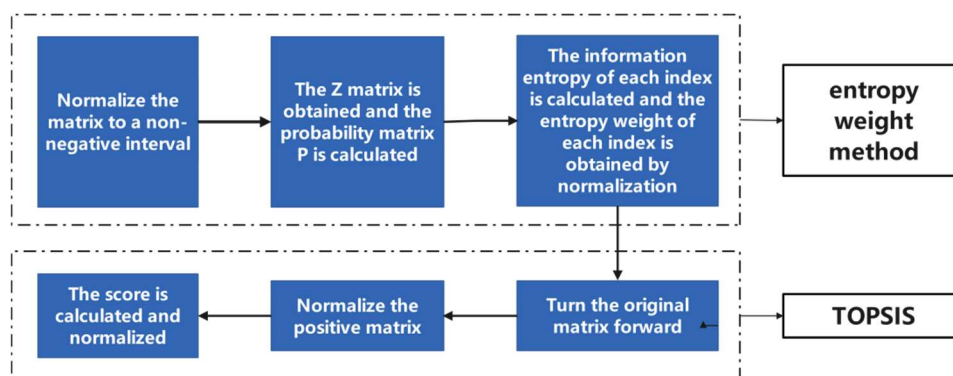 Normalize the
matrix to a non-
negative interval
The Z matrix is
obtained and the
probability matrix
P is calculated
The information
entropy of each index
is calculated and the
entropy weight of
each index is
obtained by
normalization
entropy
weight
method
The score is
calculated and
normalized
Normalize the
positive matrix
Turn the original
matrix forward
TOPSIS